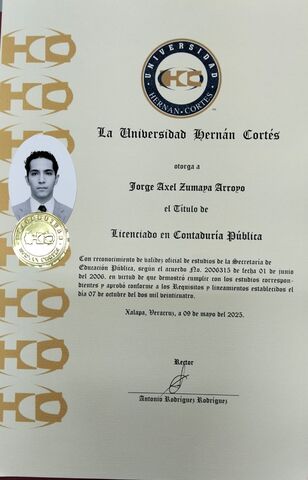 UNIVERSIDAD
HERNÁN CORTÉS
La Universidad Hernán Cortés
otorga a
Jorge Axel Zumaya Arroyo
el Título de
Licenciado en Contaduría Pública
Con reconocimiento de validez oficial de estudios de la Secretaría de
Educación Pública, según el acuerdo No. 2006315 de fecha 01 de junio
del 2006, en virtud de que demostró cumplir con los estudios correspon-
dientes y aprobó conforme a los Requisitos y lineamientos establecidos el
día 07 de octubre del dos mil veinticuatro.
Xalapa, Veracruz, a 09 de mayo del 2025.
Rector
Antonio Rodríguez Rodríguez